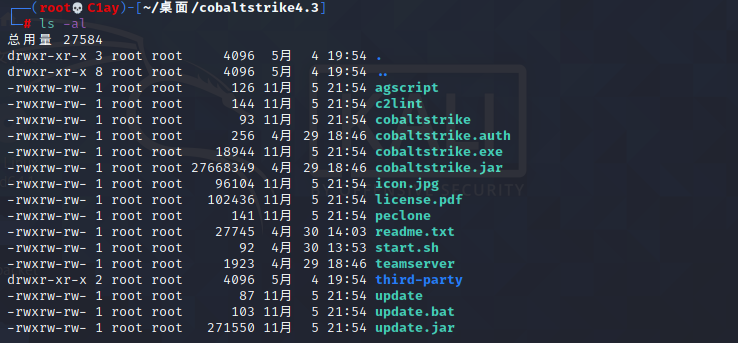 (root💀C1ay)-[~/桌面/cobaltstrike4.3]
# ls -al
总用量 27584
drwxr-xr-x 3 root root 4096 5月 4 19:54 .
drwxr-xr-x 8 root root 4096 5月 4 19:54 ..
-rwxrw-rw- 1 root root 126 11月 5 21:54 agscript
-rwxrw-rw- 1 root root 144 11月 5 21:54 c2lint
-rwxrw-rw- 1 root root 93 11月 5 21:54 cobaltstrike
-rwxrw-rw- 1 root root 256 4月 29 18:46 cobaltstrike.auth
-rwxrw-rw- 1 root root 18944 11月 5 21:54 cobaltstrike.exe
-rwxrw-rw- 1 root root 27668349 4月 29 18:46 cobaltstrike.jar
-rwxrw-rw- 1 root root 96104 11月 5 21:54 icon.jpg
-rwxrw-rw- 1 root root 102436 11月 5 21:54 license.pdf
-rwxrw-rw- 1 root root 141 11月 5 21:54 peclone
-rwxrw-rw- 1 root root 27745 4月 30 14:03 readme.txt
-rwxrw-rw- 1 root root 92 4月 30 13:53 start.sh
-rwxrw-rw- 1 root root 1923 4月 29 18:46 teamserver
drwxr-xr-x 2 root root 4096 5月 4 19:54 third-party
-rwxrw-rw- 1 root root 87 11月 5 21:54 update
-rwxrw-rw- 1 root root 103 11月 5 21:54 update.bat
-rwxrw-rw- 1 root root 271550 11月 5 21:54 update.jar